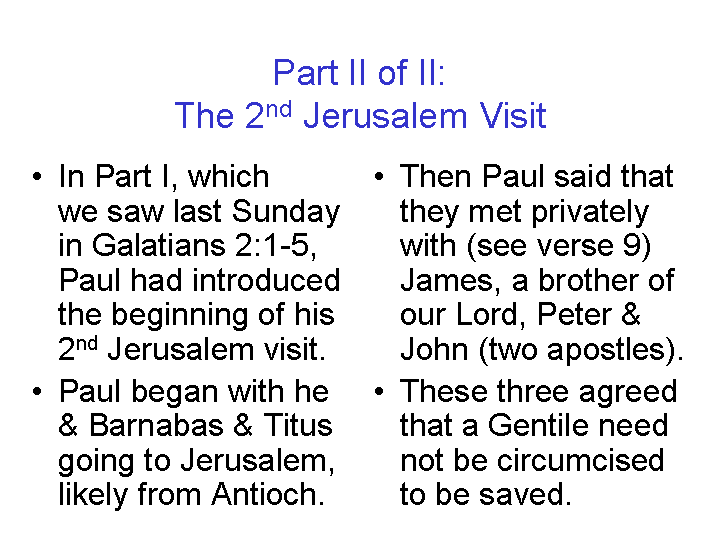 Part II of II:
The 2nd Jerusalem Visit
• In Part I, which
we saw last Sunday
in Galatians 2:1-5,
Paul had introduced
the beginning of his
2nd Jerusalem visit.
• Paul began with he
& Barnabas & Titus
going to Jerusalem,
likely from Antioch.
• Then Paul said that
they met privately
with (see verse 9)
James, a brother of
our Lord, Peter &
John (two apostles).
• These three agreed
that a Gentile need
not be circumcised
to be saved.